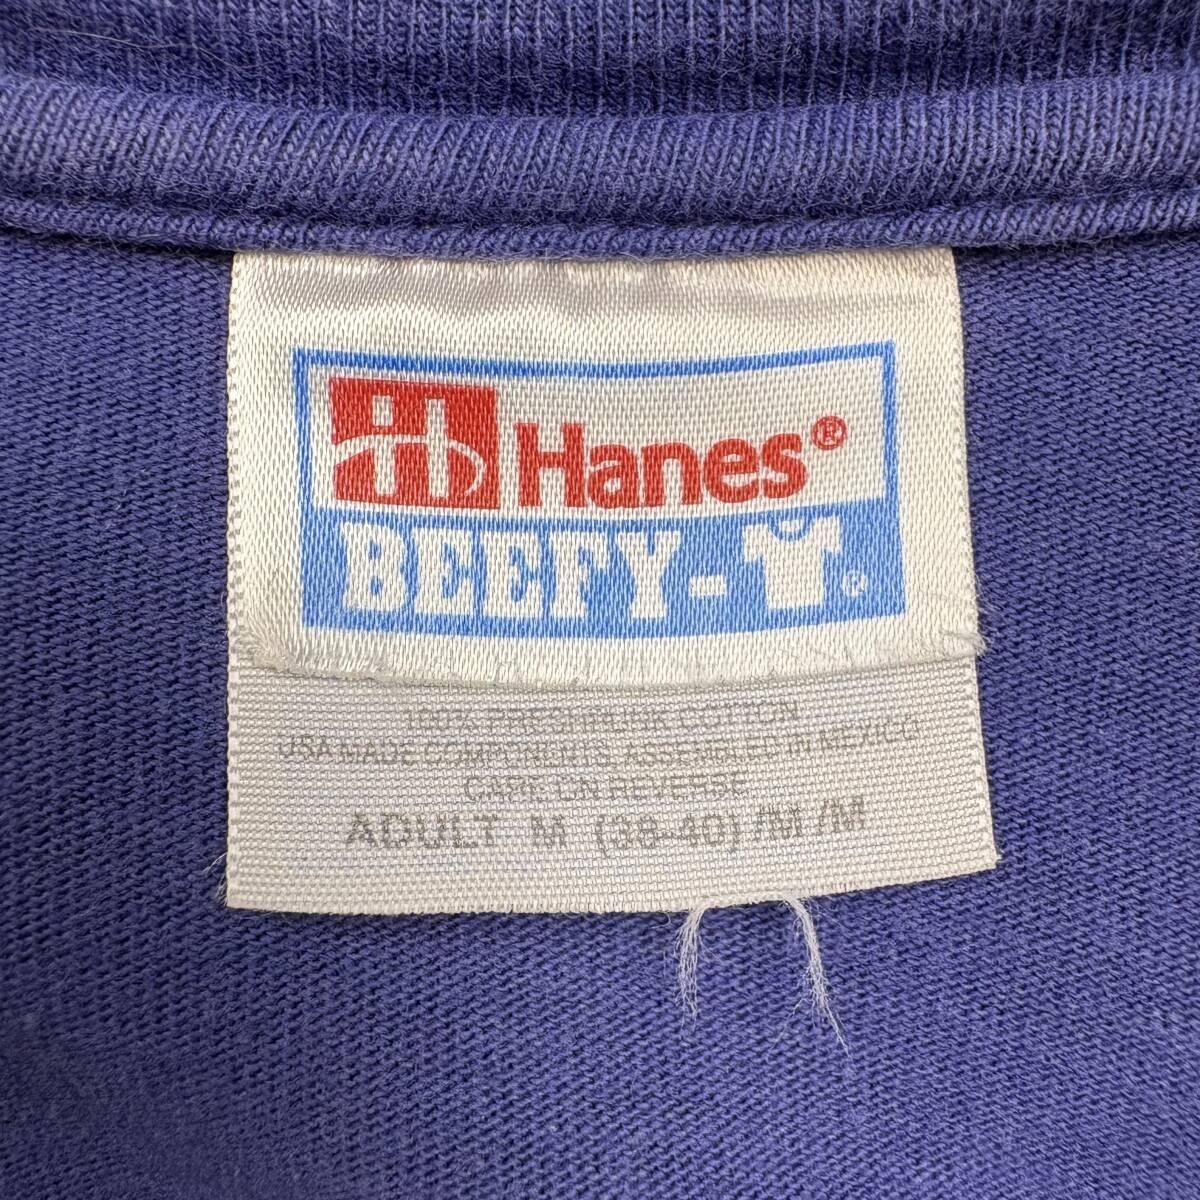 Hanes®
BEEFY-T®
100% PRESHRUNK COTTON
USA MADE COMPONENTS, ASSEMBLED IN MEXICO
CARE ON REVERSE
ADULT M (38-40) /M /M